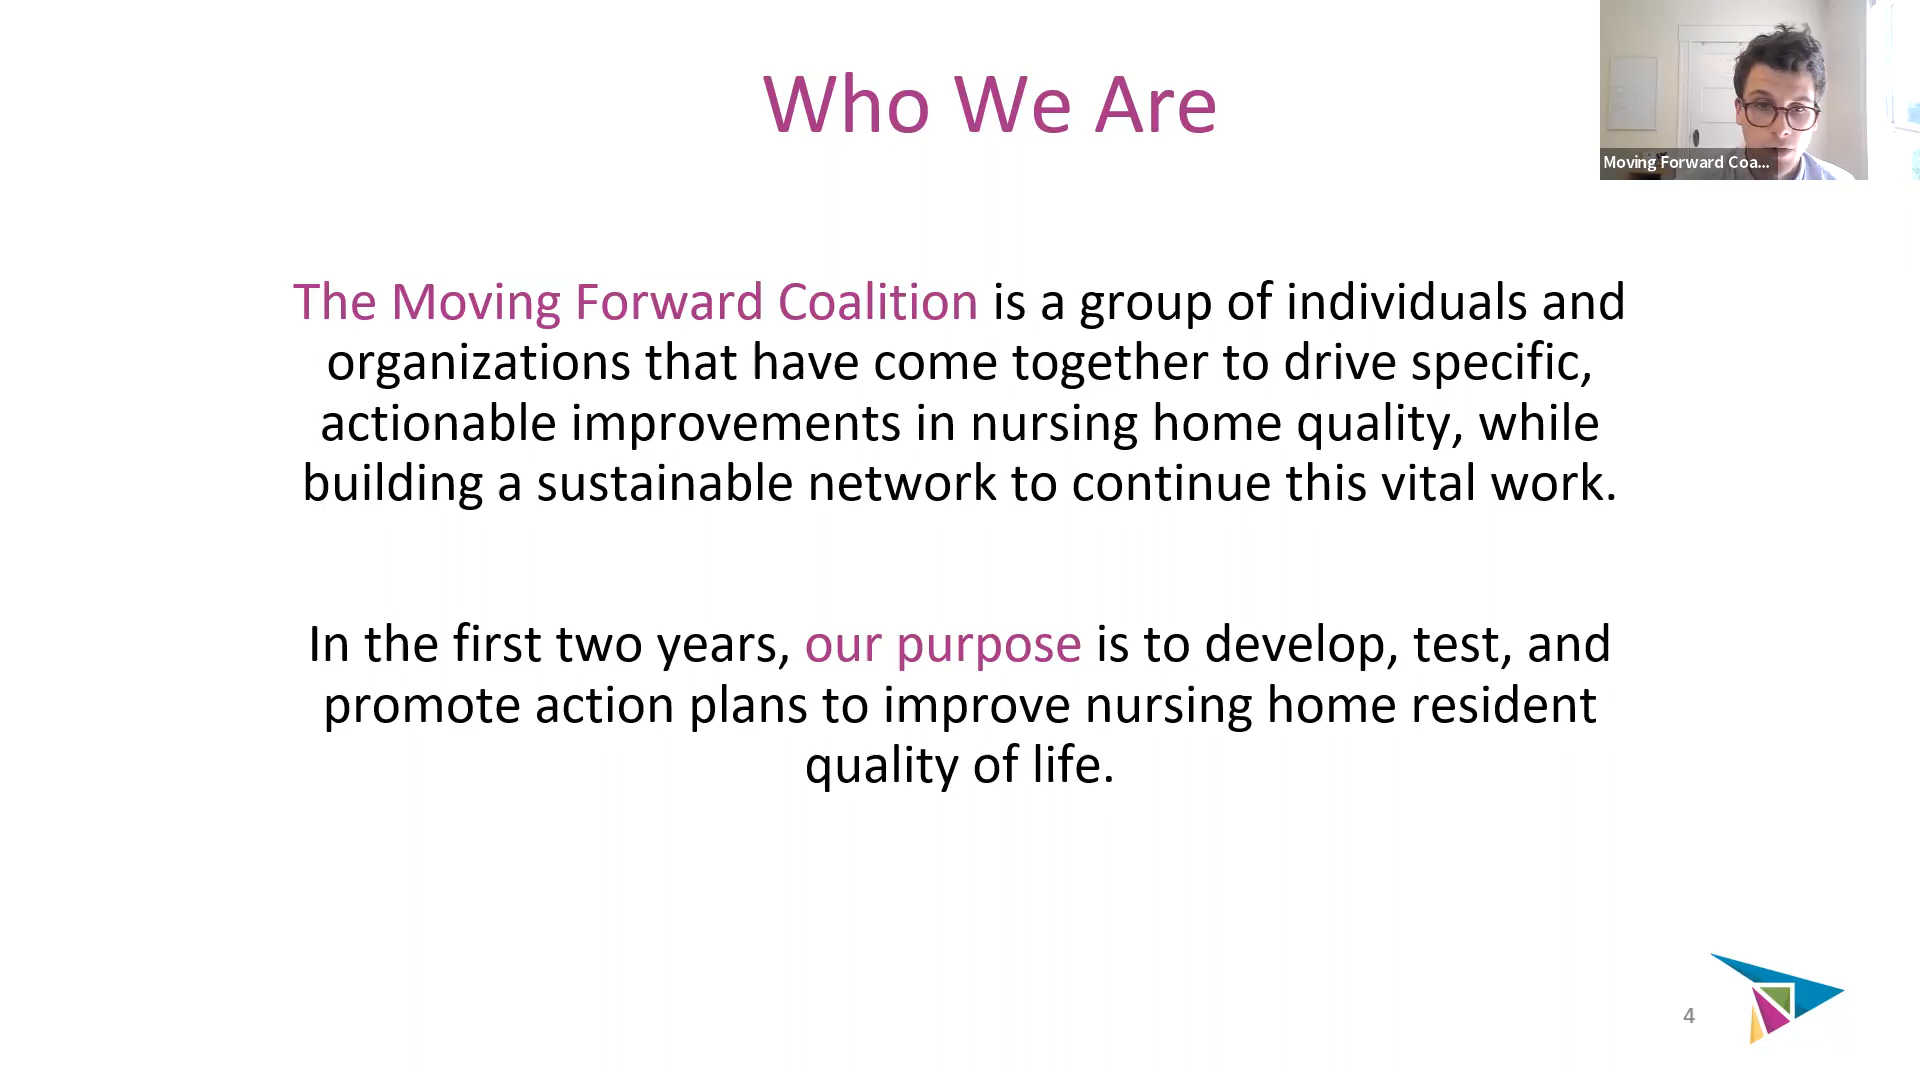 Who We Are
Moving Forward Coa...
The Moving Forward Coalition is a group of individuals and
organizations that have come together to drive specific,
actionable improvements in nursing home quality, while
building a sustainable network to continue this vital work.
In the first two years, our purpose is to develop, test, and
promote action plans to improve nursing home resident
quality of life.
4